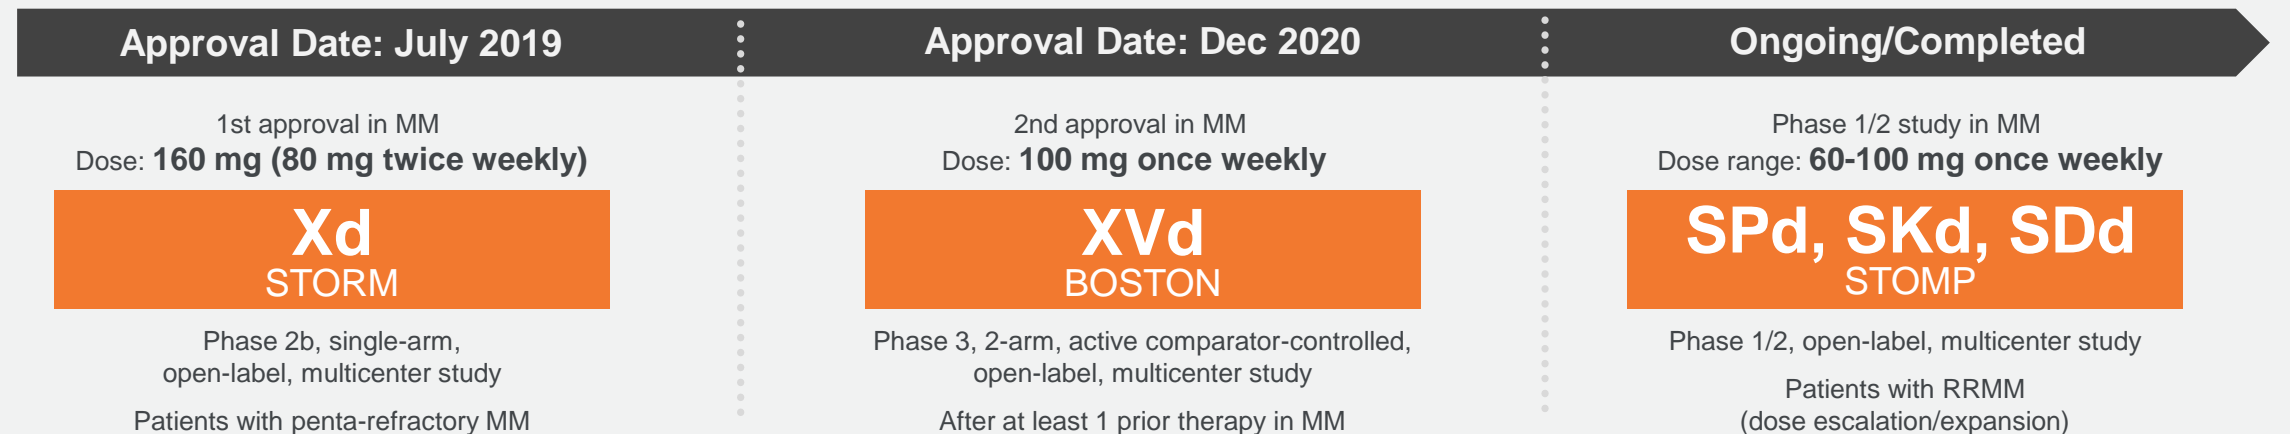 Approval Date: July 2019
1st approval in MM
Dose: 160 mg (80 mg twice weekly)
Xd
STORM
Phase 2b, single-arm,
open-label, multicenter study
Patients with penta-refractory MM
Approval Date: Dec 2020
2nd approval in MM
Dose: 100 mg once weekly
XVd
BOSTON
Phase 3, 2-arm, active comparator-controlled,
open-label, multicenter study
After at least 1 prior therapy in MM
Ongoing/Completed
Phase 1/2 study in MM
Dose range: 60-100 mg once weekly
SPd, SKd, SDd
STOMP
Phase 1/2, open-label, multicenter study
Patients with RRMM
(dose escalation/expansion)